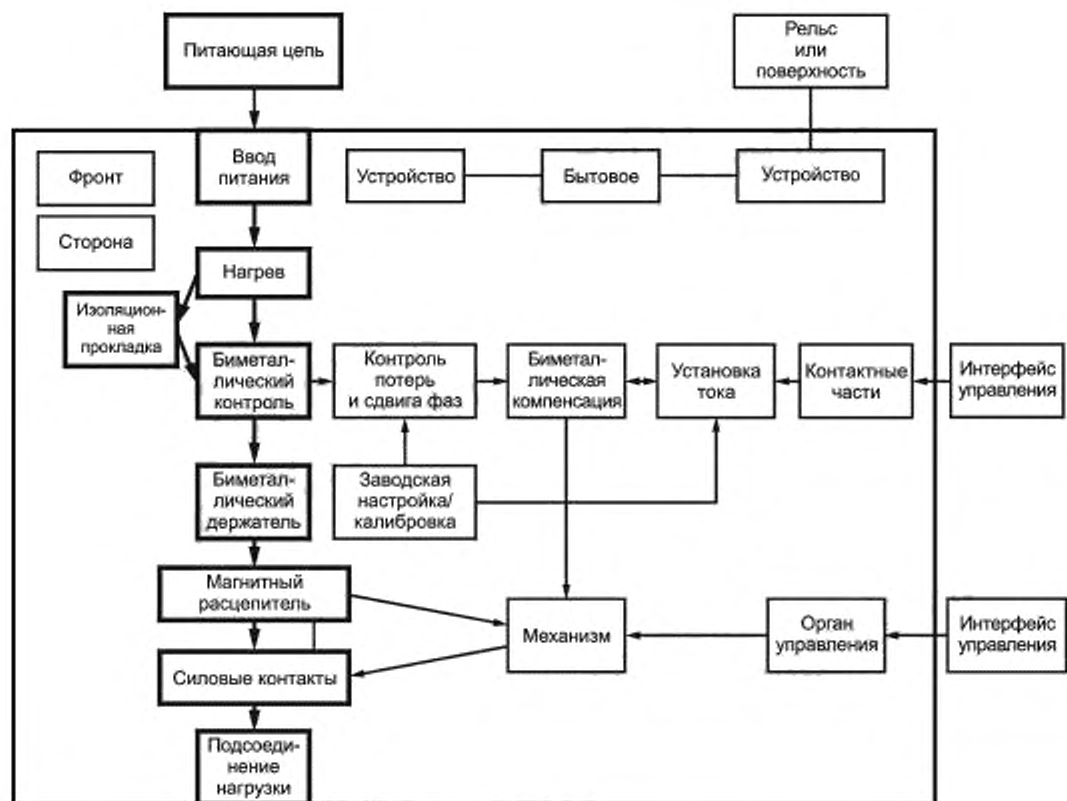 Питающая цепь
Рельс
или
поверхность
Фронт
Ввод
питания
Устройство
Бытовое
Устройство
Сторона
Нагрев
Изоляцион-
ная
прокладка
Биметал-
лический
контроль
Контроль
потерь
и сдвига фаз
Биметал-
лическая
компенсация
Установка
тока
Контактные
части
Интерфейс
управления
Биметал-
лический
держатель
Заводская
настройка/
калибровка
Магнитный
расцепитель
Механизм
Орган
управления
Интерфейс
управления
Силовые контакты
Подсоеди-
нение
нагрузки